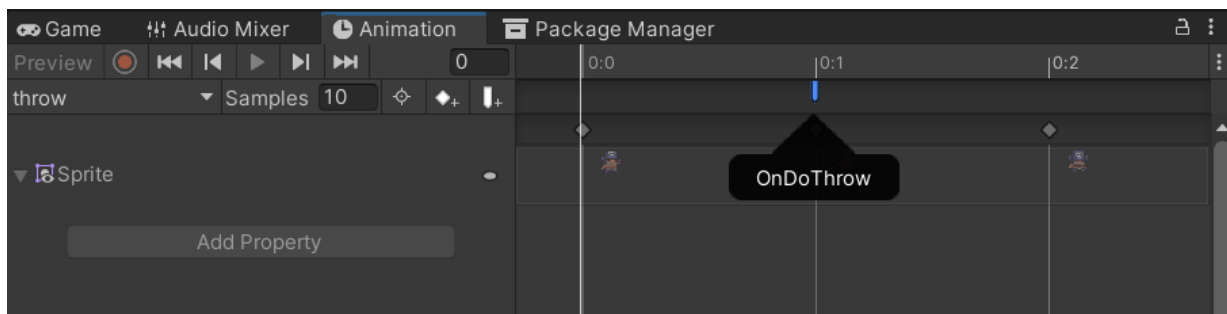 Game Audio Mixer Animation Package Manager
Preview 0 0:0 0:1 0:2
throw Samples 10
Sprite
OnDoThrow
Add Property